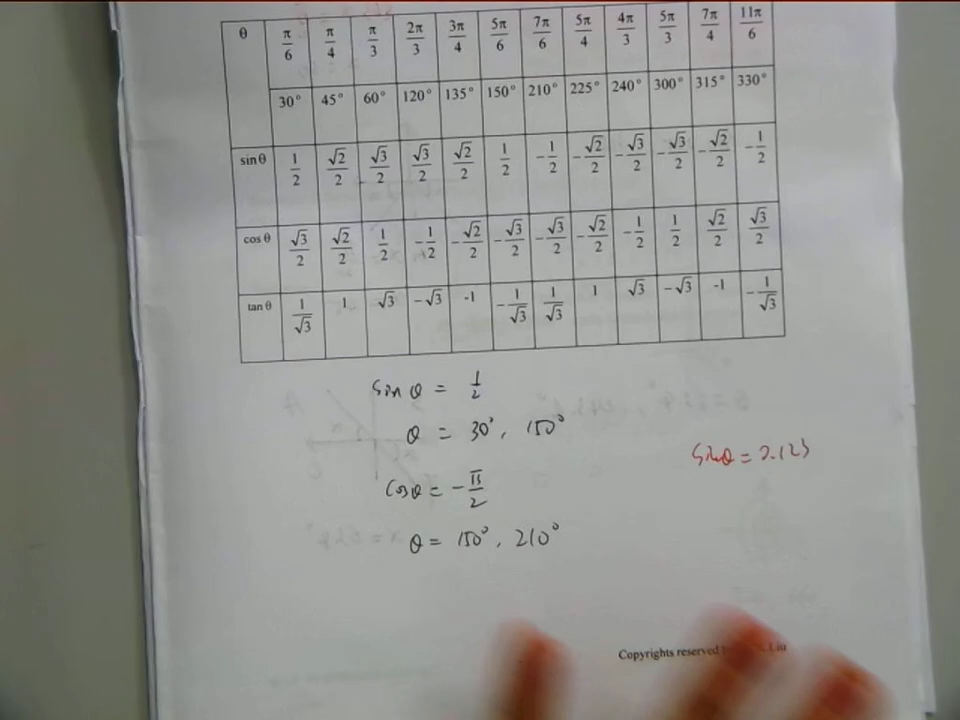 θ π/6 π/4 π/3 2π/3 3π/4 5π/6 7π/6 5π/4 4π/3 5π/3 7π/4 11π/6
30° 45° 60° 120° 135° 150° 210° 225° 240° 300° 315° 330°
sinθ 1/2 √2/2 √3/2 √3/2 √2/2 1/2 -1/2 -√2/2 -√3/2 -√3/2 -√2/2 -1/2
cosθ √3/2 √2/2 1/2 -1/2 -√2/2 -√3/2 -√3/2 -√2/2 -1/2 1/2 √2/2 √3/2
tanθ 1/√3 1 √3 -√3 -1 -1/√3 1/√3 1 √3 -√3 -1 -1/√3
sin θ = 1/2
θ = 30°, 150°
sinθ =
cosθ = -√3/2
θ = 150°, 210°
Copyrights reserved